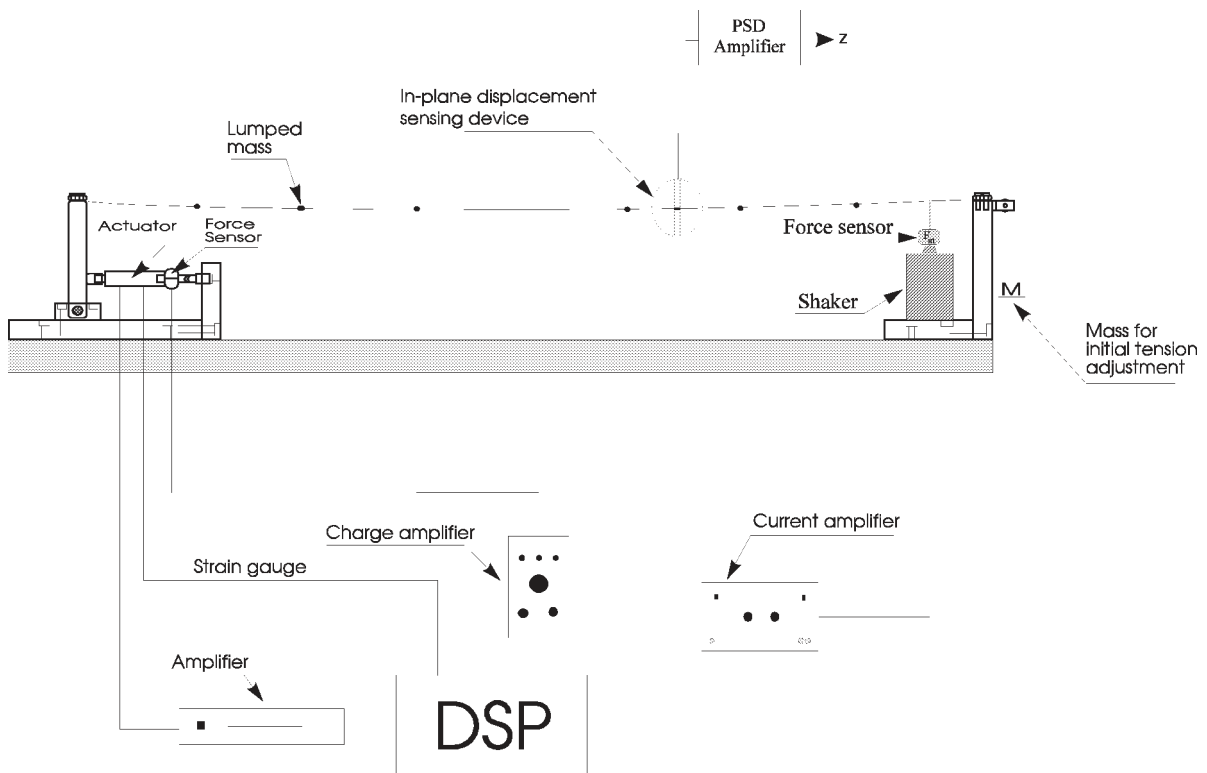 PSD
Amplifier
z
In-plane displacement
sensing device
Lumped
mass
Actuator
Force
Sensor
Force sensor
Shaker
M
Mass for
initial tension
adjustment
Charge amplifier
Current amplifier
Strain gauge
Amplifier
DSP